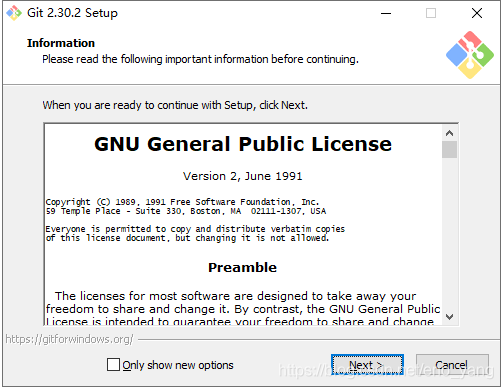 Git 2.30.2 Setup
Information
Please read the following important information before continuing.
When you are ready to continue with Setup, click Next.
GNU General Public License
Version 2, June 1991
Copyright (C) 1989, 1991 Free Software Foundation, Inc.
59 Temple Place - Suite 330, Boston, MA  02111-1307, USA
Everyone is permitted to copy and distribute verbatim copies
of this license document, but changing it is not allowed.
Preamble
The licenses for most software are designed to take away your
freedom to share and change it. By contrast, the GNU General Public
License is intended to guarantee your freedom to share and change
https://gitforwindows.org/
Only show new options
Next >
Cancel